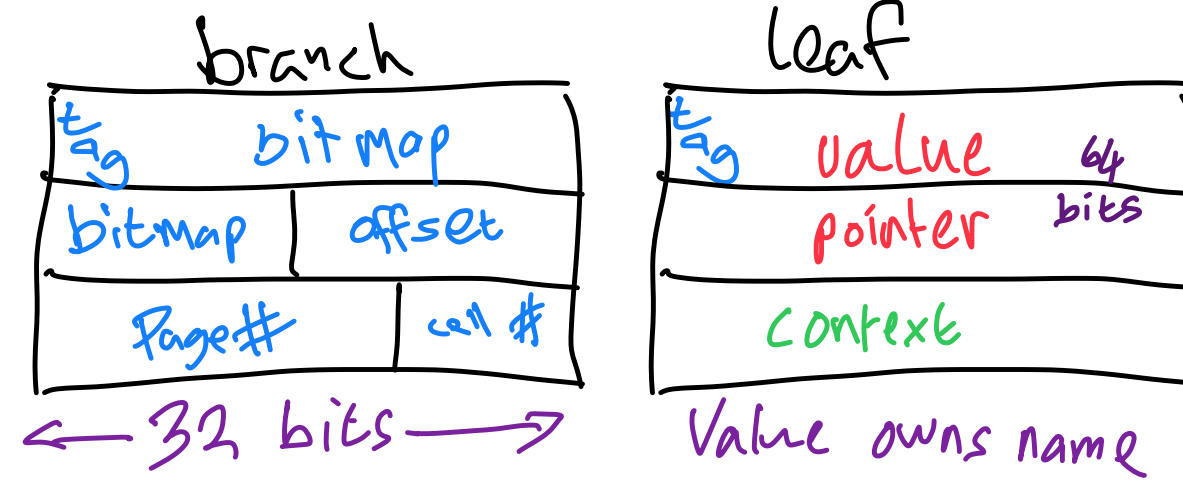 branch
tag bitmap
bitmap offset
Page# cell #
32 bits
leaf
tag value 64
pointer bits
context
Value owns name